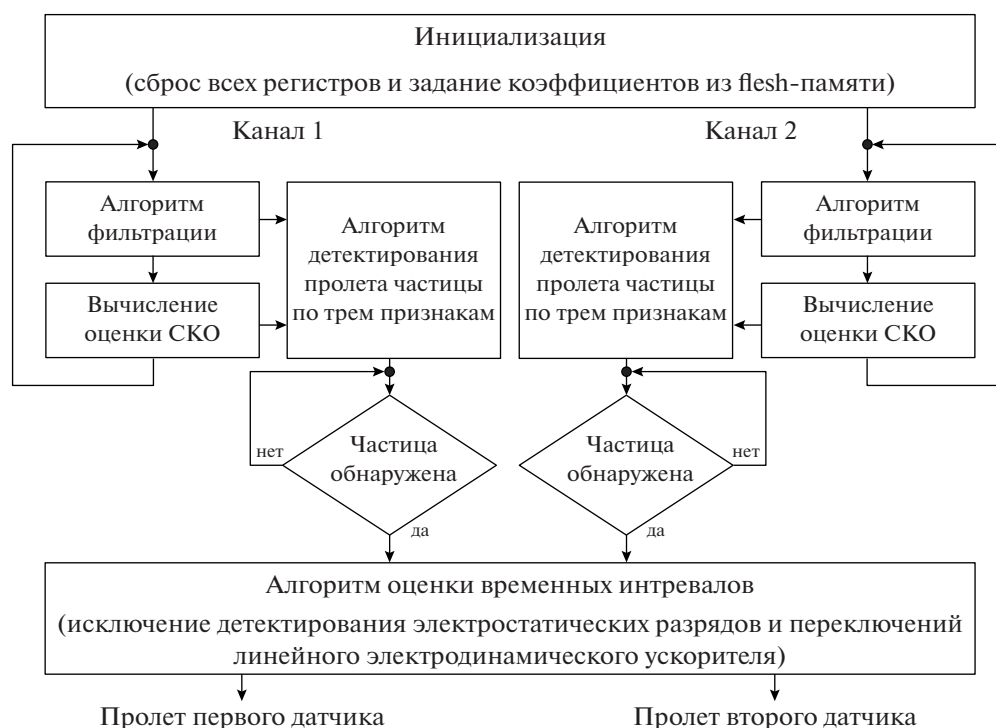 Инициализация
(сброс всех регистров и задание коэффициентов из flesh-памяти)
Канал 1
Канал 2
Алгоритм
фильтрации
Вычисление
оценки СКО
Алгоритм
детектирования
пролета частицы
по трем признакам
Алгоритм
детектирования
пролета частицы
по трем признакам
Алгоритм
фильтрации
Вычисление
оценки СКО
нет
Частица
обнаружена
да
Частица
обнаружена
нет
да
Алгоритм оценки временных интревалов
(исключение детектирования электростатических разрядов и переключений
линейного электродинамического ускорителя)
Пролет первого датчика
Пролет второго датчика